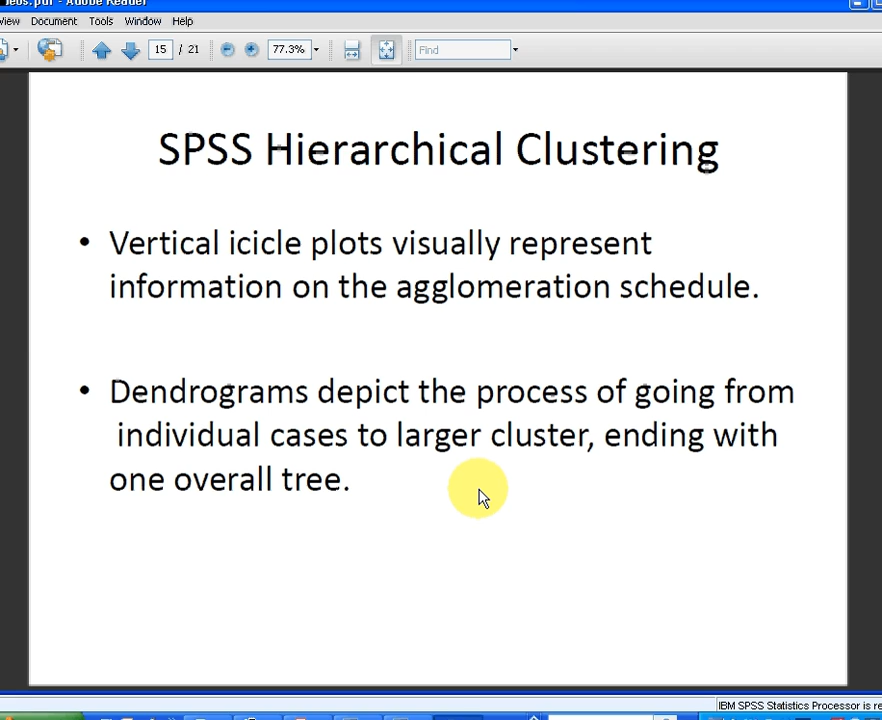 Adobe Reader
View Document Tools Window Help
15 / 21 77.3% Find
SPSS Hierarchical Clustering
• Vertical icicle plots visually represent
information on the agglomeration schedule.
• Dendrograms depict the process of going from
individual cases to larger cluster, ending with
one overall tree.
IBM SPSS Statistics Processor is re